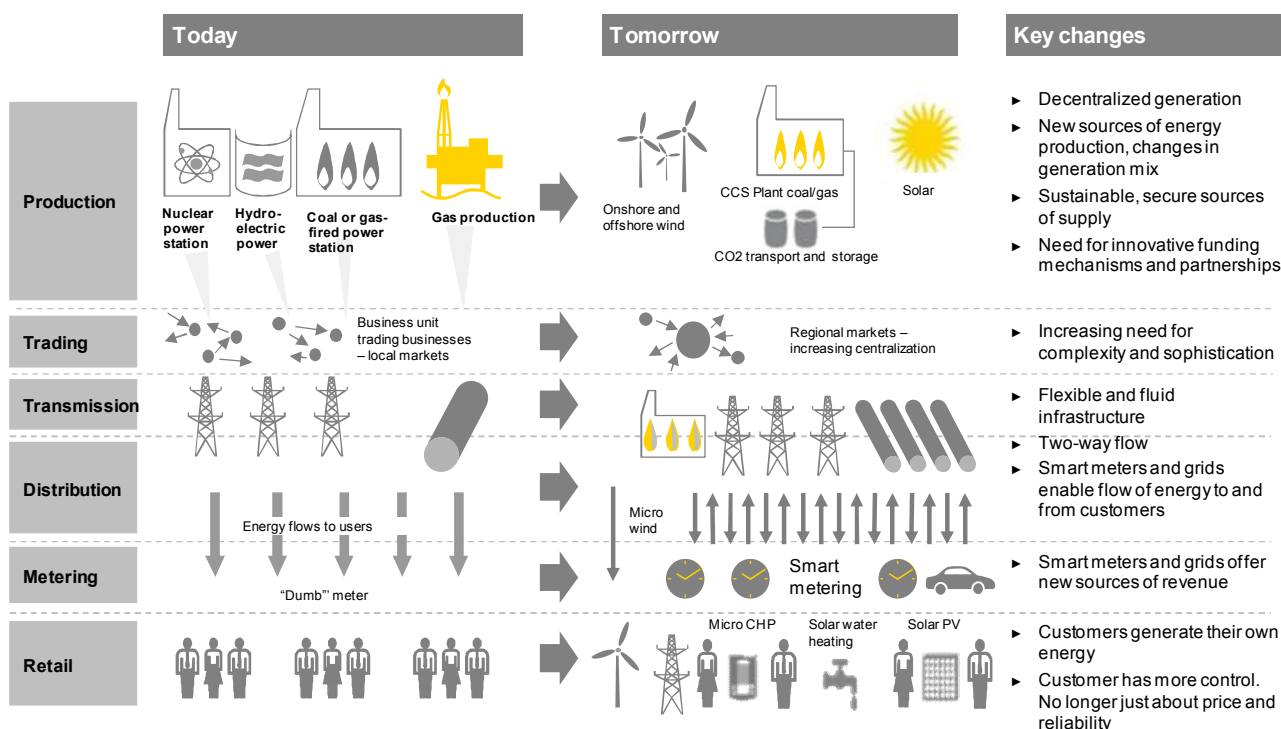 Today
Tomorrow
Key changes
Production
Nuclear
power
station
Hydro-
electric
power
Coal or gas-
fired power
station
Gas production
Onshore and
offshore wind
CCS Plant coal/gas
CO2 transport and storage
Solar
► Decentralized generation
► New sources of energy
production, changes in
generation mix
► Sustainable, secure sources
of supply
► Need for innovative funding
mechanisms and partnerships
Trading
Business unit
trading businesses
– local markets
Regional markets –
increasing centralization
► Increasing need for
complexity and sophistication
Transmission
► Flexible and fluid
infrastructure
Distribution
Energy flows to users
Micro
wind
► Two-way flow
► Smart meters and grids
enable flow of energy to and
from customers
Metering
“Dumb”’ meter
Smart
metering
► Smart meters and grids offer
new sources of revenue
Retail
Micro CHP
Solar water
heating
Solar PV
► Customers generate their own
energy
► Customer has more control.
No longer just about price and
reliability